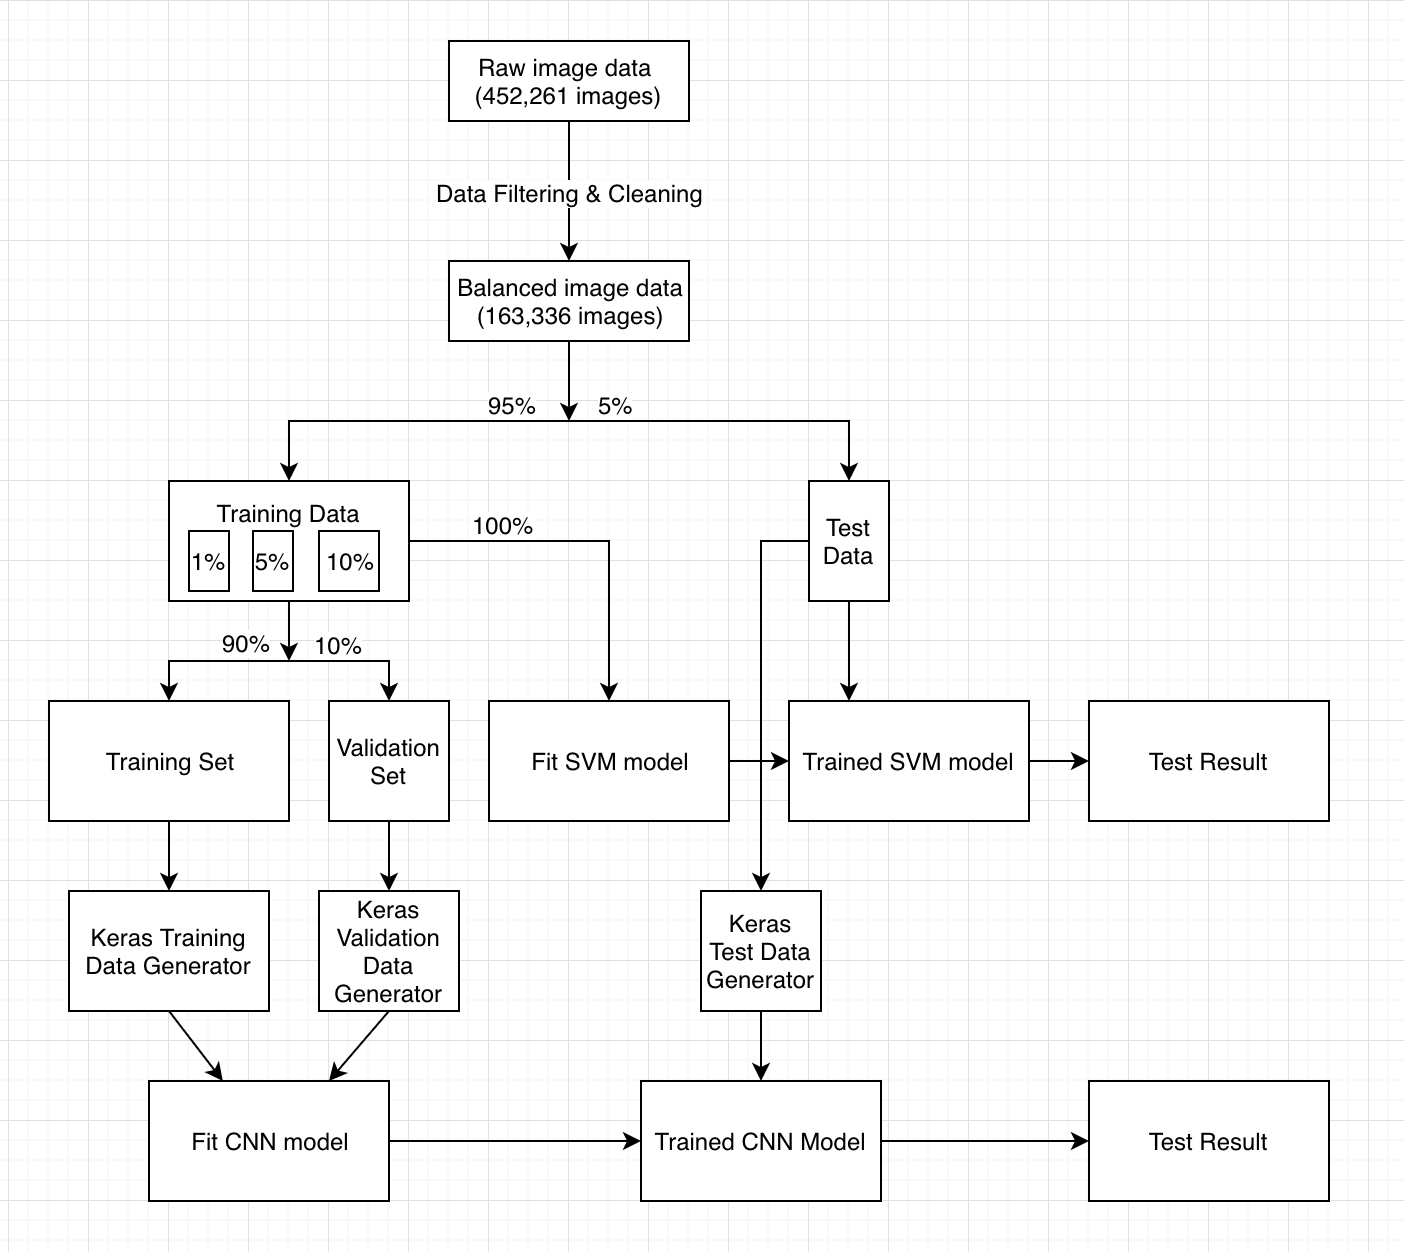 Raw image data
(452,261 images)
Data Filtering & Cleaning
Balanced image data
(163,336 images)
95%
5%
Training Data
1%
5%
10%
100%
Test
Data
90%
10%
Training Set
Validation
Set
Fit SVM model
Trained SVM model
Test Result
Keras Training
Data Generator
Keras
Validation
Data
Generator
Keras
Test Data
Generator
Fit CNN model
Trained CNN Model
Test Result